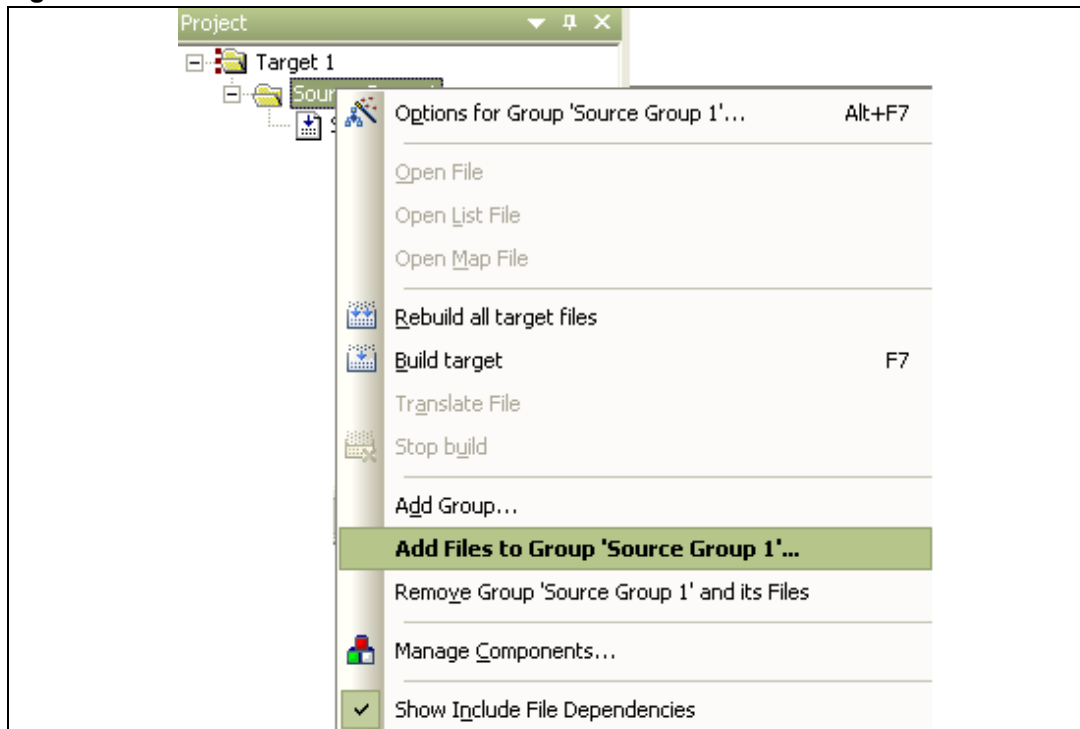 Project
Target 1
Options for Group 'Source Group 1'... Alt+F7
Open File
Open List File
Open Map File
Rebuild all target files
Build target F7
Translate File
Stop build
Add Group...
Add Files to Group 'Source Group 1'...
Remove Group 'Source Group 1' and its Files
Manage Components...
Show Include File Dependencies